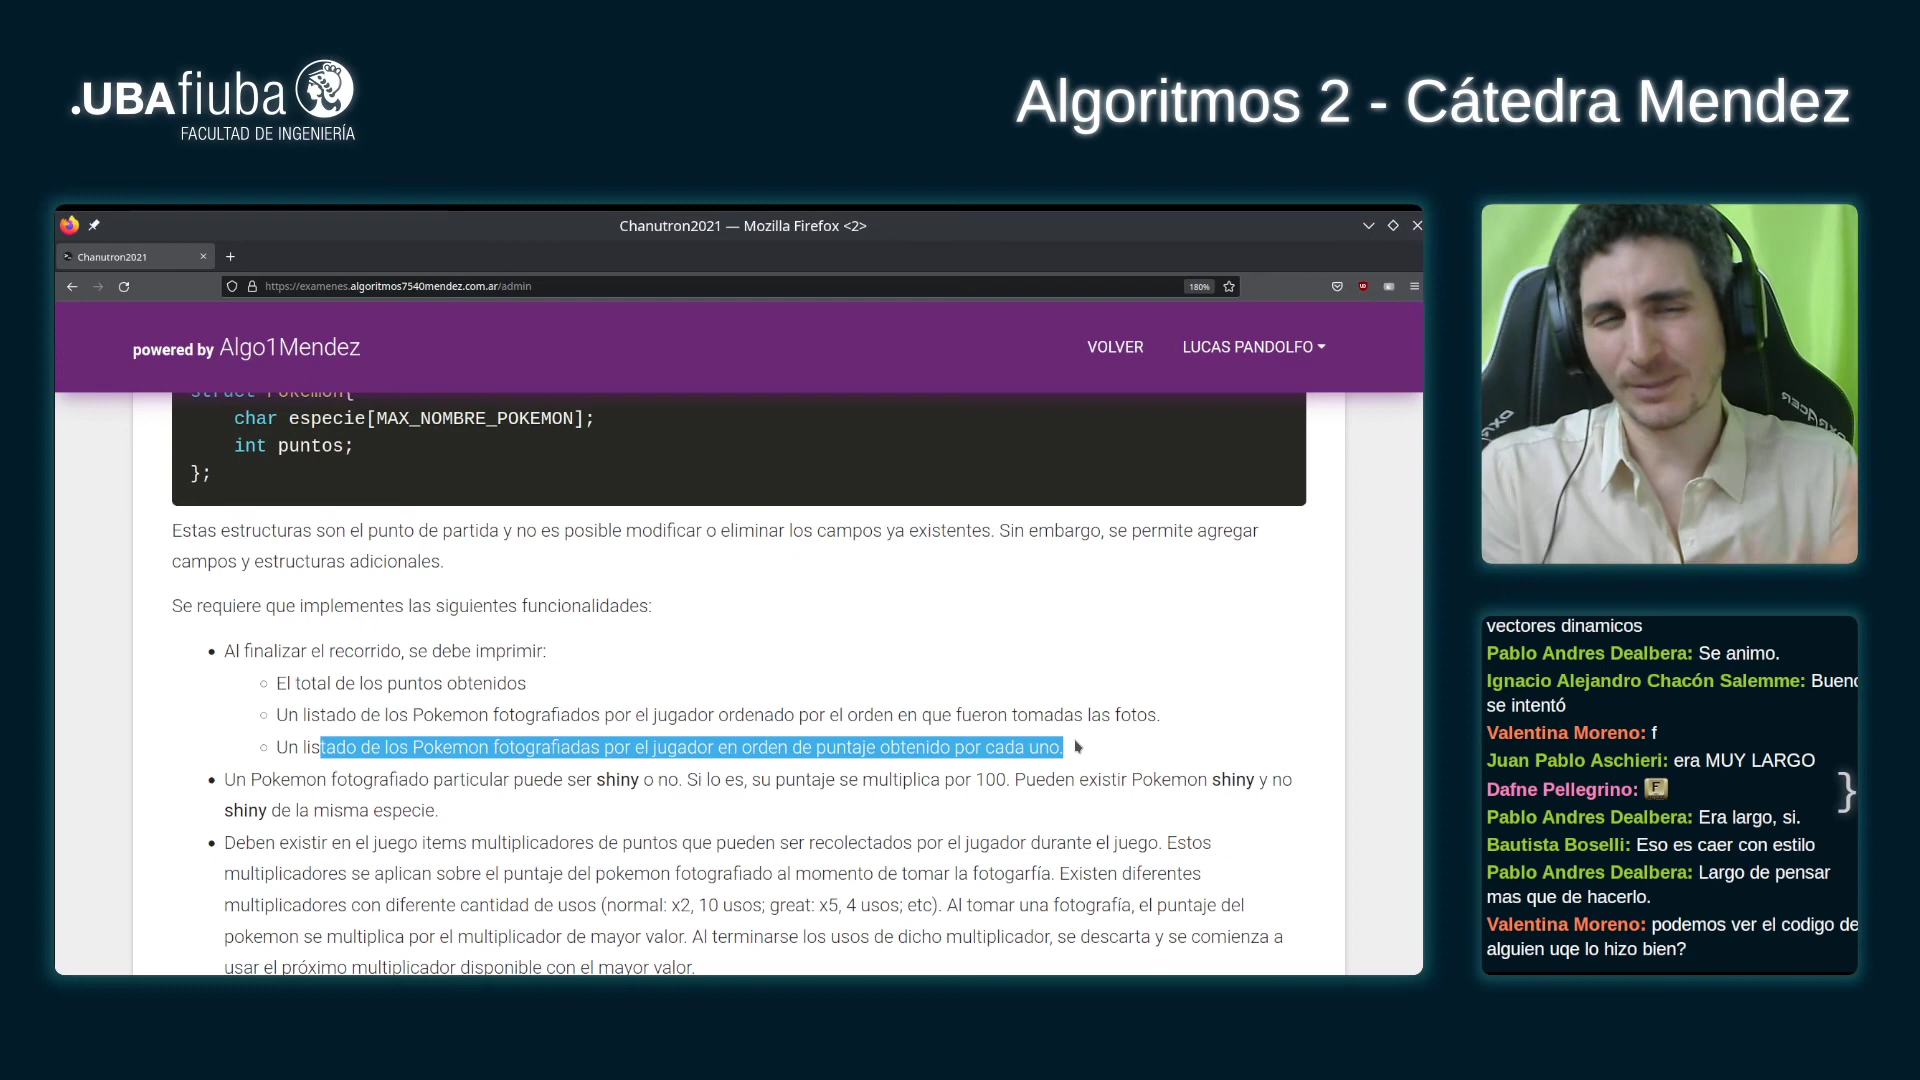 .UBAfiuba
FACULTAD DE INGENIERÍA
Algoritmos 2 - Cátedra Mendez
Chanutron2021 — Mozilla Firefox <2>
Chanutron2021
https://examenes.algoritmos7540mendez.com.ar/admin
180%
powered by Algo1Mendez
VOLVER
LUCAS PANDOLFO
struct Pokemon{
char especie[MAX_NOMBRE_POKEMON];
int puntos;
};
Estas estructuras son el punto de partida y no es posible modificar o eliminar los campos ya existentes. Sin embargo, se permite agregar
campos y estructuras adicionales.
Se requiere que implementes las siguientes funcionalidades:
• Al finalizar el recorrido, se debe imprimir:
○ El total de los puntos obtenidos
○ Un listado de los Pokemon fotografiados por el jugador ordenado por el orden en que fueron tomadas las fotos.
○ Un listado de los Pokemon fotografiadas por el jugador en orden de puntaje obtenido por cada uno.
• Un Pokemon fotografiado particular puede ser shiny o no. Si lo es, su puntaje se multiplica por 100. Pueden existir Pokemon shiny y no
shiny de la misma especie.
• Deben existir en el juego items multiplicadores de puntos que pueden ser recolectados por el jugador durante el juego. Estos
multiplicadores se aplican sobre el puntaje del pokemon fotografiado al momento de tomar la fotogarfía. Existen diferentes
multiplicadores con diferente cantidad de usos (normal: x2, 10 usos; great: x5, 4 usos; etc). Al tomar una fotografía, el puntaje del
pokemon se multiplica por el multiplicador de mayor valor. Al terminarse los usos de dicho multiplicador, se descarta y se comienza a
usar el próximo multiplicador disponible con el mayor valor.
vectores dinamicos
Pablo Andres Dealbera: Se animo.
Ignacio Alejandro Chacón Salemme: Bueno
se intentó
Valentina Moreno: f
Juan Pablo Aschieri: era MUY LARGO
Dafne Pellegrino: F
Pablo Andres Dealbera: Era largo, si.
Bautista Boselli: Eso es caer con estilo
Pablo Andres Dealbera: Largo de pensar
mas que de hacerlo.
Valentina Moreno: podemos ver el codigo de
alguien uqe lo hizo bien?
}